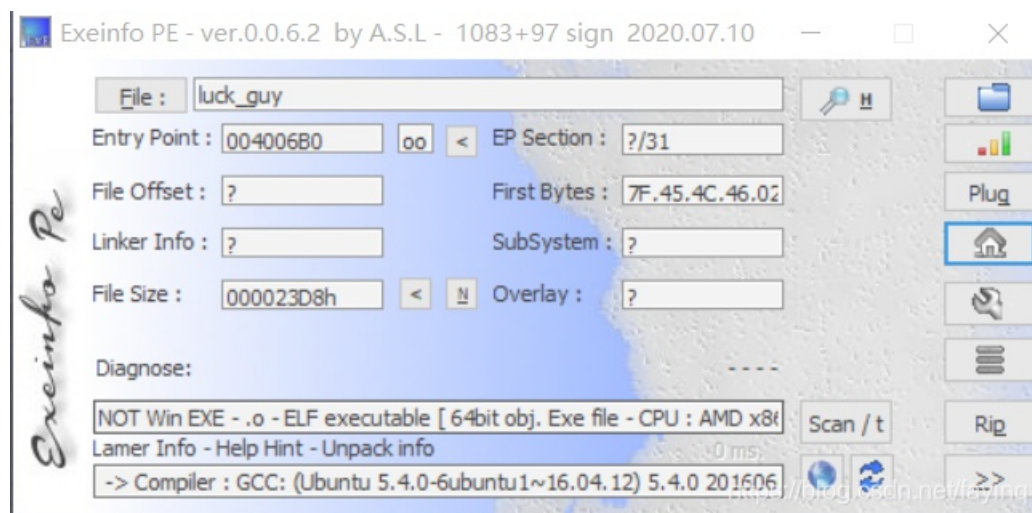 Exeinfo PE - ver.0.0.6.2 by A.S.L - 1083+97 sign 2020.07.10
Exeinfo Pe
File : luck_guy H
Entry Point : 004006B0 oo < EP Section : ?/31
File Offset : ? First Bytes : 7F.45.4C.46.02 Plug
Linker Info : ? SubSystem : ?
File Size : 000023D8h < N Overlay : ?
Diagnose: ----
NOT Win EXE - .o - ELF executable [ 64bit obj. Exe file - CPU : AMD x86 Scan / t Rip
Lamer Info - Help Hint - Unpack info 0 ms.
-> Compiler : GCC: (Ubuntu 5.4.0-6ubuntu1~16.04.12) 5.4.0 201606 >>